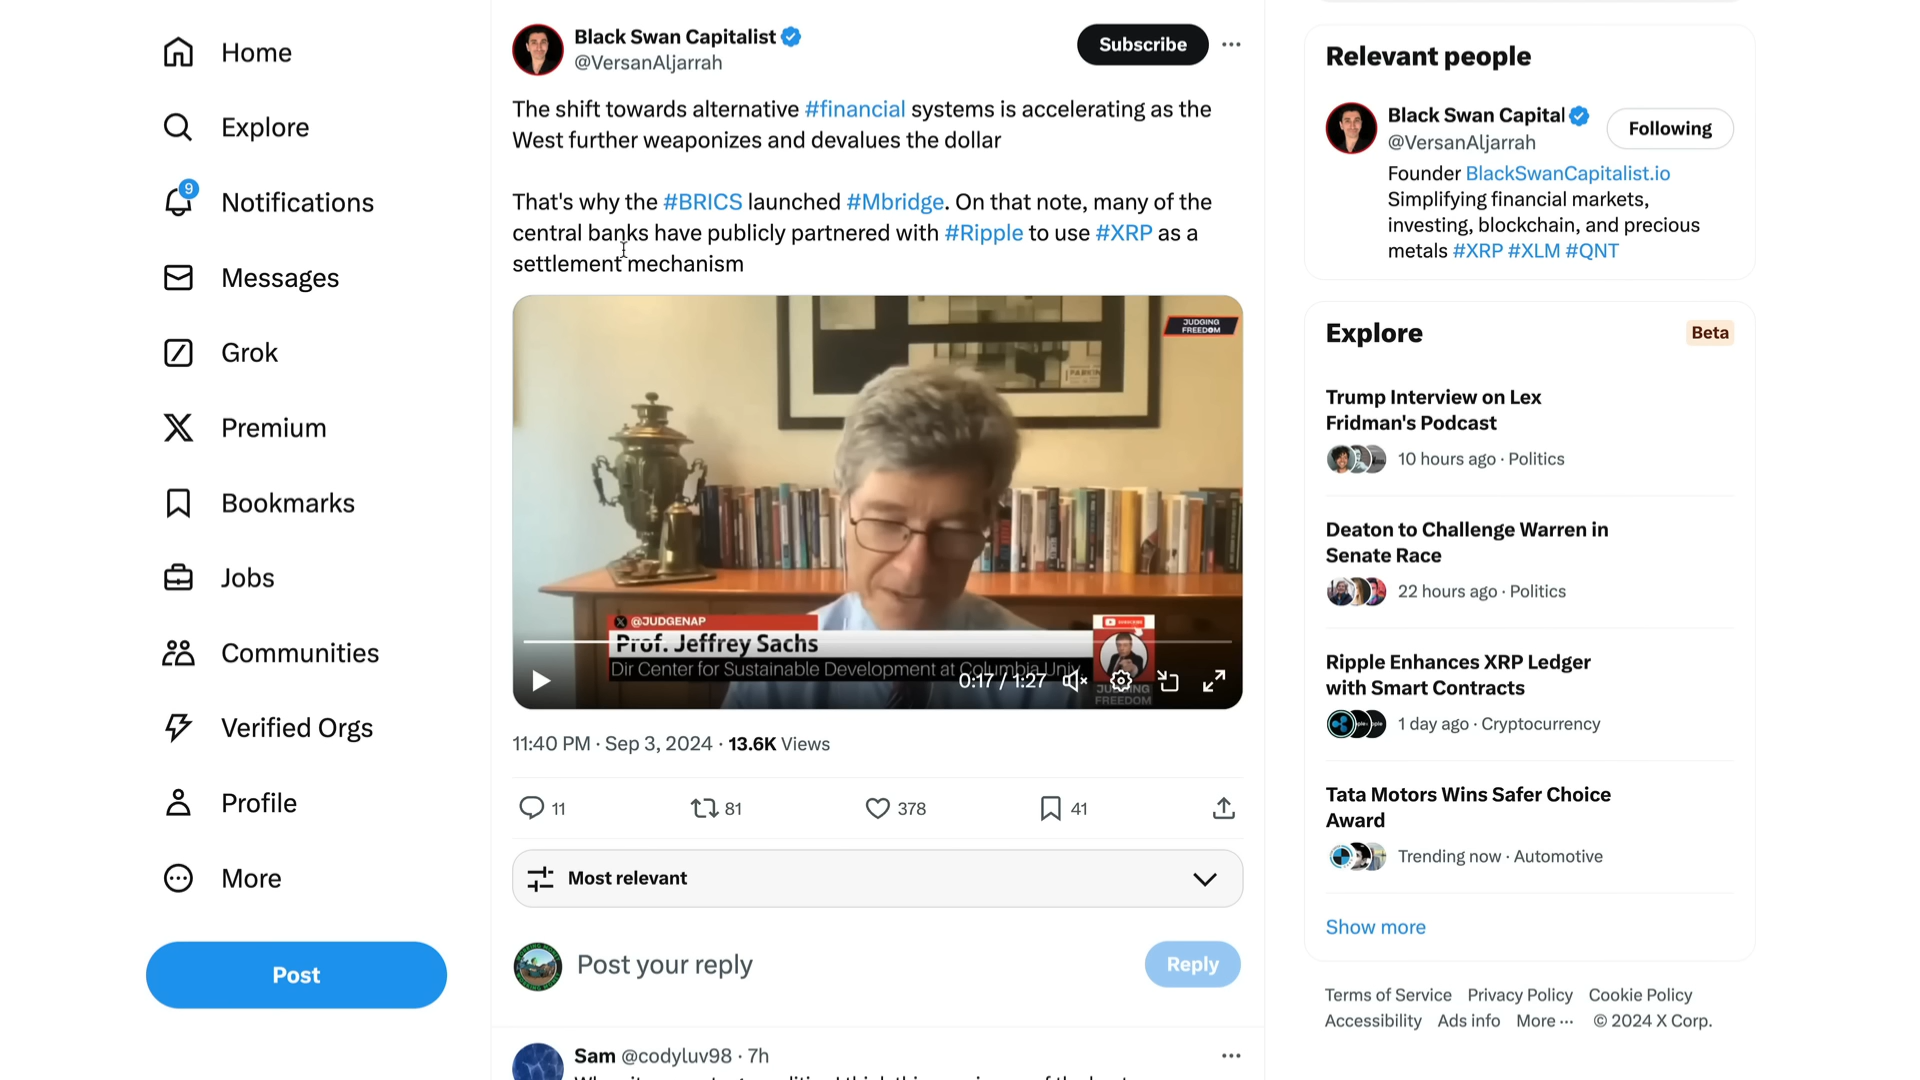 Home
Explore
9
Notifications
Messages
Grok
Premium
Bookmarks
Jobs
Communities
Verified Orgs
Profile
More
Post
Black Swan Capitalist
@VersanAljarrah
Subscribe
The shift towards alternative #financial systems is accelerating as the
West further weaponizes and devalues the dollar
That's why the #BRICS launched #Mbridge. On that note, many of the
central banks have publicly partnered with #Ripple to use #XRP as a
settlement mechanism
JUDGING
FREEDOM
@JUDGENAP
Prof. Jeffrey Sachs
Dir Center for Sustainable Development at Columbia Univ
SUBSCRIBE
0:17 / 1:27
JUDGING
FREEDOM
11:40 PM · Sep 3, 2024 · 13.6K Views
11
81
378
41
Most relevant
Post your reply
Reply
Sam @codyluv98 · 7h
Relevant people
Black Swan Capital
@VersanAljarrah
Following
Founder BlackSwanCapitalist.io
Simplifying financial markets,
investing, blockchain, and precious
metals #XRP #XLM #QNT
Explore
Beta
Trump Interview on Lex
Fridman's Podcast
10 hours ago · Politics
Deaton to Challenge Warren in
Senate Race
22 hours ago · Politics
Ripple Enhances XRP Ledger
with Smart Contracts
1 day ago · Cryptocurrency
Tata Motors Wins Safer Choice
Award
Trending now · Automotive
Show more
Terms of Service Privacy Policy Cookie Policy
Accessibility Ads info More ··· © 2024 X Corp.